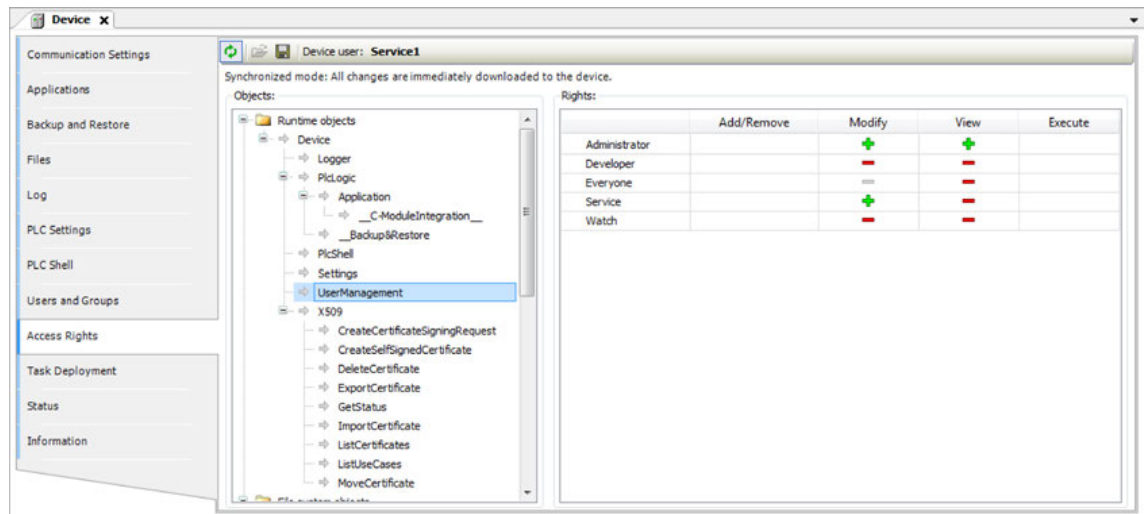 Device
Communication Settings
Applications
Backup and Restore
Files
Log
PLC Settings
PLC Shell
Users and Groups
Access Rights
Task Deployment
Status
Information
Device user: Service1
Synchronized mode: All changes are immediately downloaded to the device.
Objects:
Runtime objects
Device
Logger
PlcLogic
Application
__C-ModuleIntegration__
__Backup&Restore
PlcShell
Settings
UserManagement
X509
CreateCertificateSigningRequest
CreateSelfSignedCertificate
DeleteCertificate
ExportCertificate
GetStatus
ImportCertificate
ListCertificates
ListUseCases
MoveCertificate
Rights:
Add/Remove Modify View Execute
Administrator
Developer
Everyone
Service
Watch